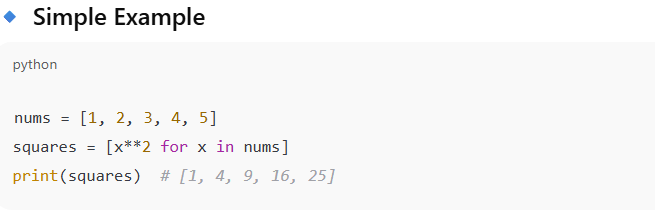 Simple Example
python
nums = [1, 2, 3, 4, 5]
squares = [x**2 for x in nums]
print(squares)  # [1, 4, 9, 16, 25]